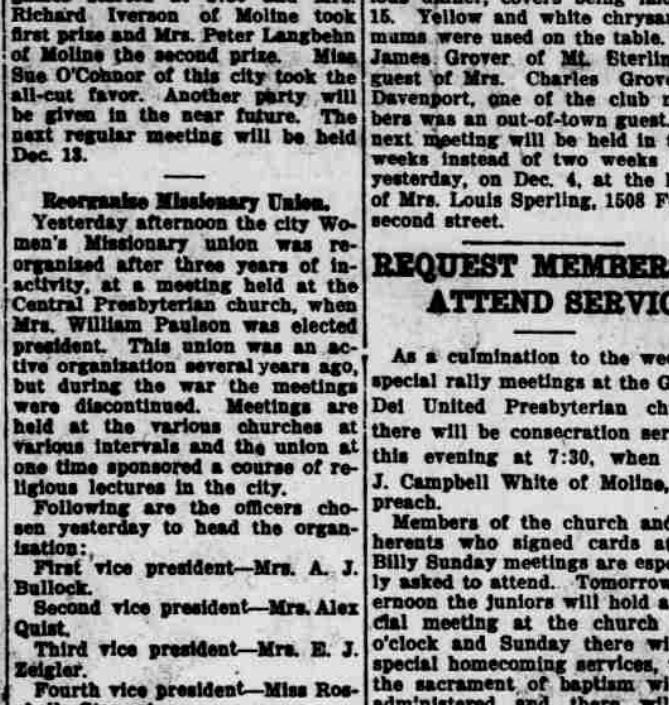 Richard Iverson of Moline took
first prize and Mrs. Peter Langbehn
of Moline the second prize. Miss
Sue O'Connor of this city took the
all-cut favor. Another party will
be given in the near future. The
next regular meeting will be held
Dec. 13.
Reorganize Missionary Union.
Yesterday afternoon the city Wo-
men's Missionary union was re-
organized after three years of in-
activity, at a meeting held at the
Central Presbyterian church, when
Mrs. William Paulson was elected
president. This union was an ac-
tive organization several years ago,
but during the war the meetings
were discontinued. Meetings are
held at the various churches at
various intervals and the union at
one time sponsored a course of re-
ligious lectures in the city.
Following are the officers cho-
sen yesterday to head the organ-
ization:
First vice president—Mrs. A. J.
Bullock.
Second vice president—Mrs. Alex
Quist.
Third vice president—Mrs. E. J.
Zeigler.
Fourth vice president—Miss Ros-
15. Yellow and white chrysa
mums were used on the table.
James Grover of Mt. Sterlin
guest of Mrs. Charles Grov
Davenport, one of the club
bers was an out-of-town guest.
next meeting will be held in
weeks instead of two weeks
yesterday, on Dec. 4, at the
of Mrs. Louis Sperling, 1508 F
second street.
REQUEST MEMBER
ATTEND SERVIC
As a culmination to the wee
special rally meetings at the G
Dei United Presbyterian ch
there will be consecration ser
this evening at 7:30, when
J. Campbell White of Moline,
preach.
Members of the church and
herents who signed cards a
Billy Sunday meetings are espe
ly asked to attend. Tomorrow
ernoon the juniors will hold a
cial meeting at the church
o'clock and Sunday there wi
special homecoming services,
the sacrament of baptism wi
administered and there will